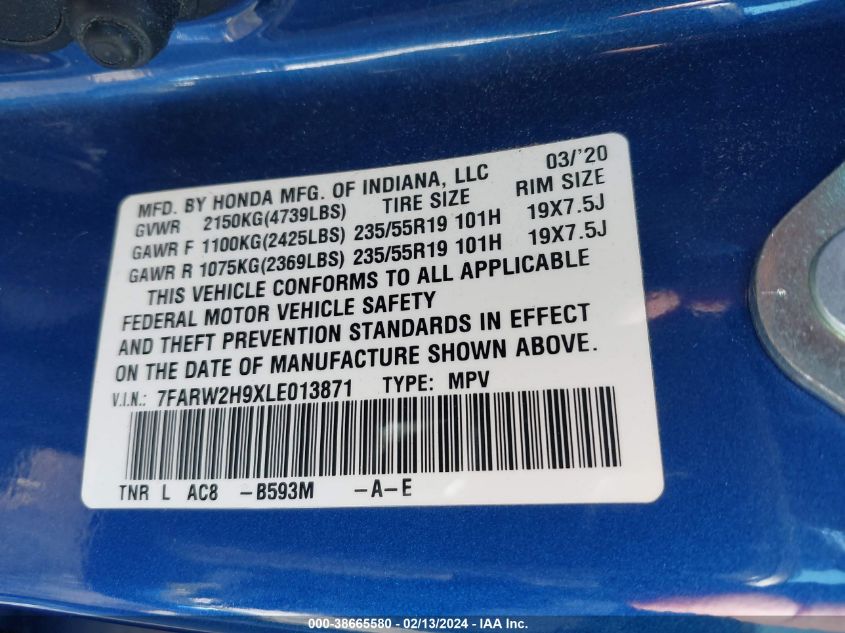 MFD. BY HONDA MFG. OF INDIANA, LLC 03/'20
GVWR 2150KG(4739LBS) TIRE SIZE RIM SIZE
GAWR F 1100KG(2425LBS) 235/55R19 101H 19X7.5J
GAWR R 1075KG(2369LBS) 235/55R19 101H 19X7.5J
THIS VEHICLE CONFORMS TO ALL APPLICABLE
FEDERAL MOTOR VEHICLE SAFETY
AND THEFT PREVENTION STANDARDS IN EFFECT
ON THE DATE OF MANUFACTURE SHOWN ABOVE.
V.I.N.: 7FARW2H9XLE013871 TYPE: MPV
TNR L AC8 -B593M -A-E
000-38665580 - 02/13/2024 - IAA Inc.